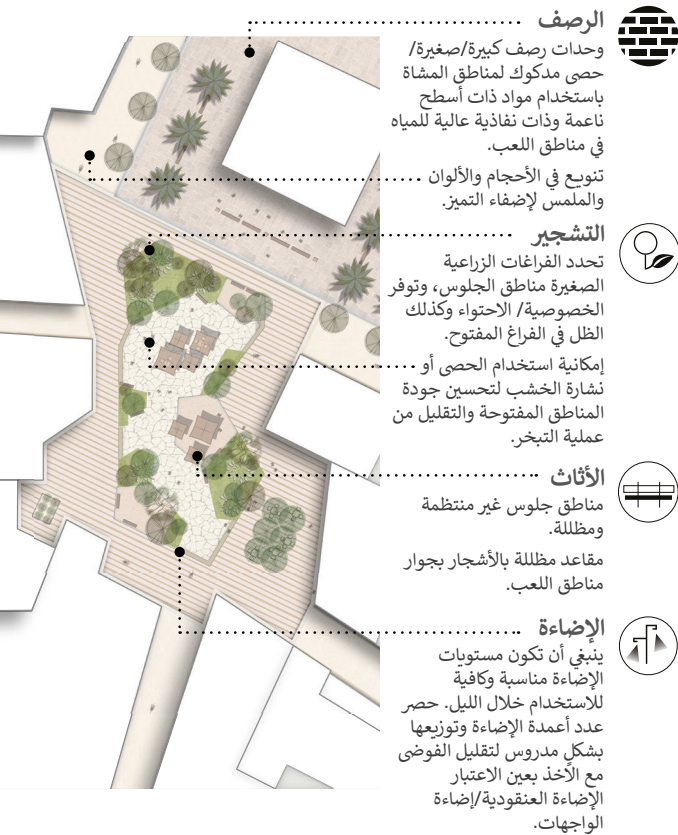 الرصف
وحدات رصف كبيرة/صغيرة/
حصى مدكوك لمناطق المشاة
باستخدام مواد ذات أسطح
ناعمة وذات نفاذية عالية للمياه
في مناطق اللعب.
تنويع في الأحجام والألوان
والملمس لإضفاء التميز.
التشجير
تحدد الفراغات الزراعية
الصغيرة مناطق الجلوس، وتوفر
الخصوصية/ الاحتواء وكذلك
الظل في الفراغ المفتوح.
إمكانية استخدام الحصى أو
نشارة الخشب لتحسين جودة
المناطق المفتوحة والتقليل من
عملية التبخر.
الأثاث
مناطق جلوس غير منتظمة
ومظللة.
مقاعد مظللة بالأشجار بجوار
مناطق اللعب.
الإضاءة
ينبغي أن تكون مستويات
الإضاءة مناسبة وكافية
للاستخدام خلال الليل. حصر
عدد أعمدة الإضاءة وتوزيعها
بشكلٍ مدروس لتقليل الفوضى
مع الأخذ بعين الاعتبار
الإضاءة العنقودية/إضاءة
الواجهات.